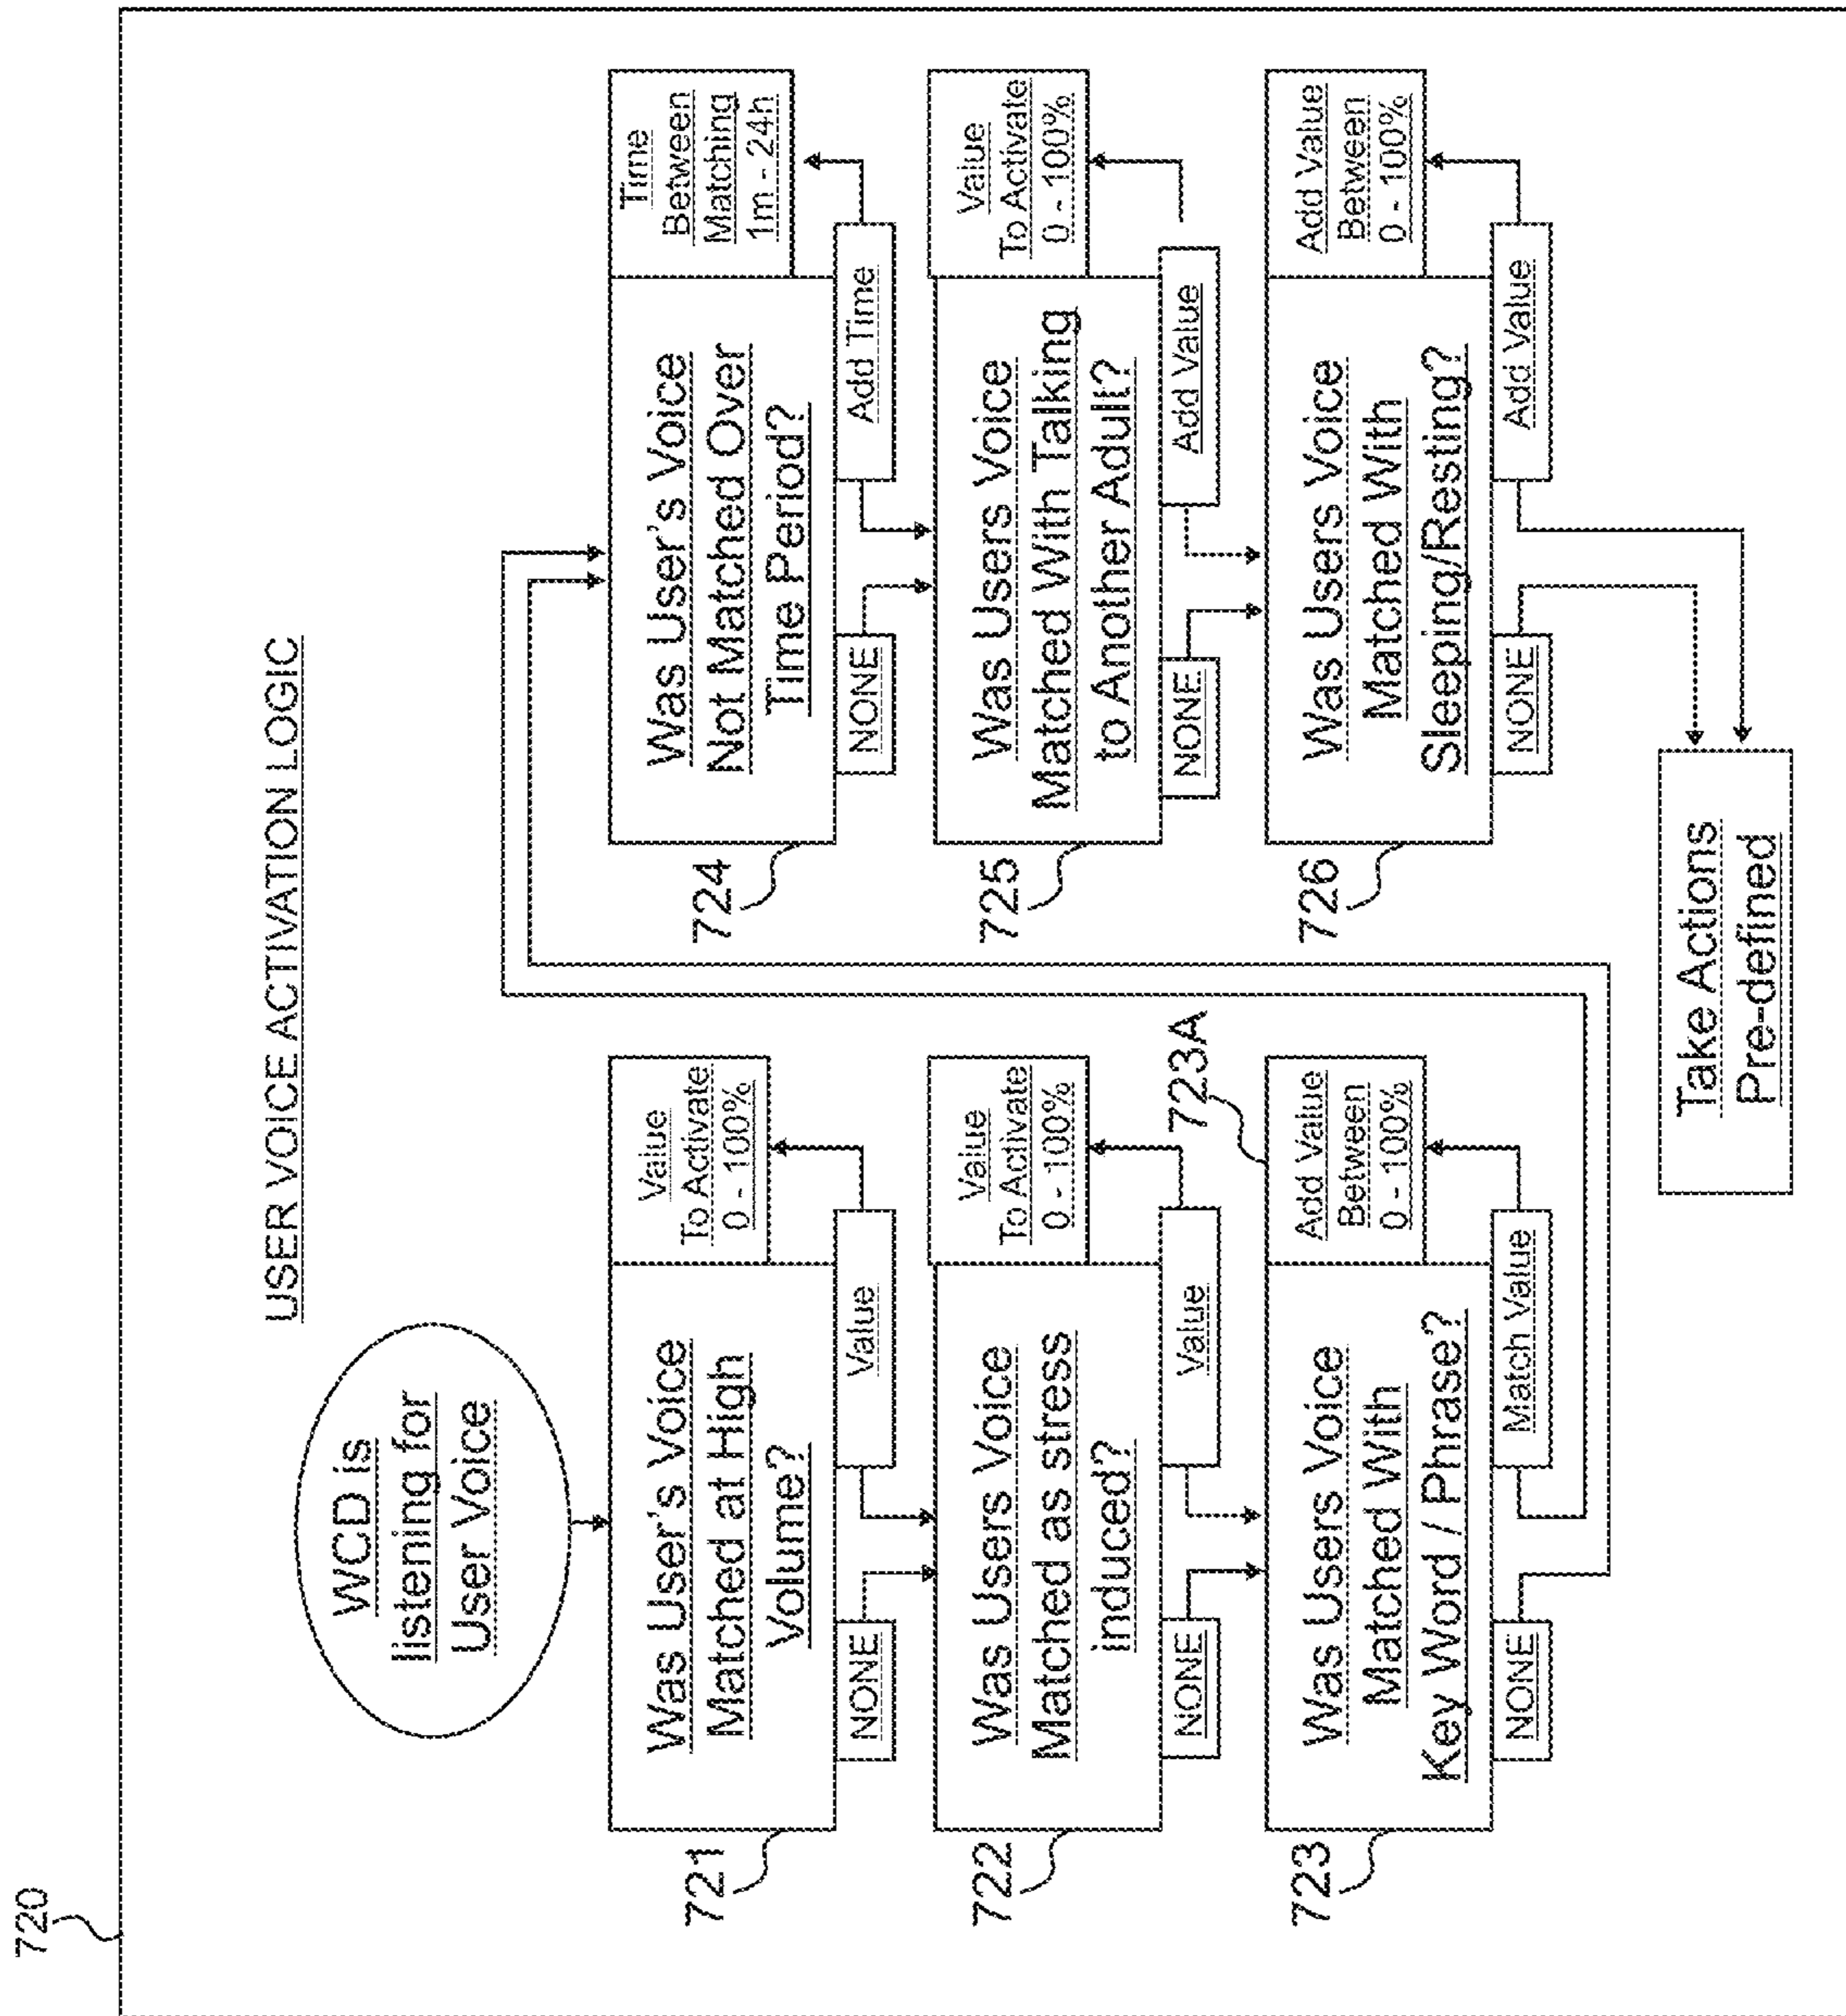 720
USER VOICE ACTIVATION LOGIC
WCD is
listening for
User Voice
721
Was User's Voice
Matched at High
Volume?
Value
To Activate
0 - 100%
NONE
Value
722
Was Users Voice
Matched as stress
induced?
Value
To Activate
0 - 100%
NONE
Value
723
Was Users Voice
Matched With
Key Word / Phrase?
723A
Add Value
Between
0 - 100%
NONE
Match Value
724
Was User's Voice
Not Matched Over
Time Period?
Time
Between
Matching
1m - 24h
NONE
Add Time
725
Was Users Voice
Matched With Talking
to Another Adult?
Value
To Activate
0 - 100%
NONE
Add Value
726
Was Users Voice
Matched With
Sleeping/Resting?
Add Value
Between
0 - 100%
NONE
Add Value
Take Actions
Pre-defined